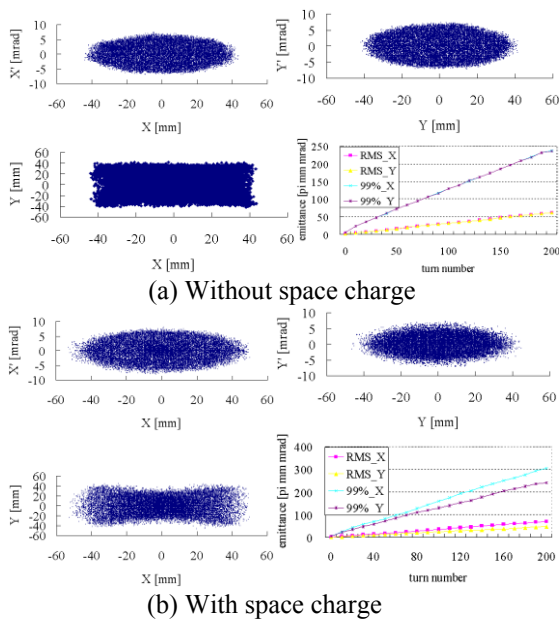 X' [mrad]
10
5
0
-5
-10
-60 -40 -20 0 20 40 60
X [mm]
Y' [mrad]
10
5
0
-5
-10
-60 -40 -20 0 20 40 60
Y [mm]
Y [mm]
60
40
20
0
-20
-40
-60
-60 -40 -20 0 20 40 60
X [mm]
emittance [pi mm mrad]
250
200
150
100
50
0
RMS_X
RMS_Y
99%_X
99%_Y
0 50 100 150 200
turn number
(a) Without space charge
X' [mrad]
10
5
0
-5
-10
-60 -40 -20 0 20 40 60
X [mm]
Y' [mrad]
10
5
0
-5
-10
-60 -40 -20 0 20 40 60
Y [mm]
Y [mm]
60
40
20
0
-20
-40
-60
-60 -40 -20 0 20 40 60
X [mm]
emittance [pi mm mrad]
400
300
200
100
0
RMS_X
RMS_Y
99%_X
99%_Y
0 40 80 120 160 200
turn number
(b) With space charge